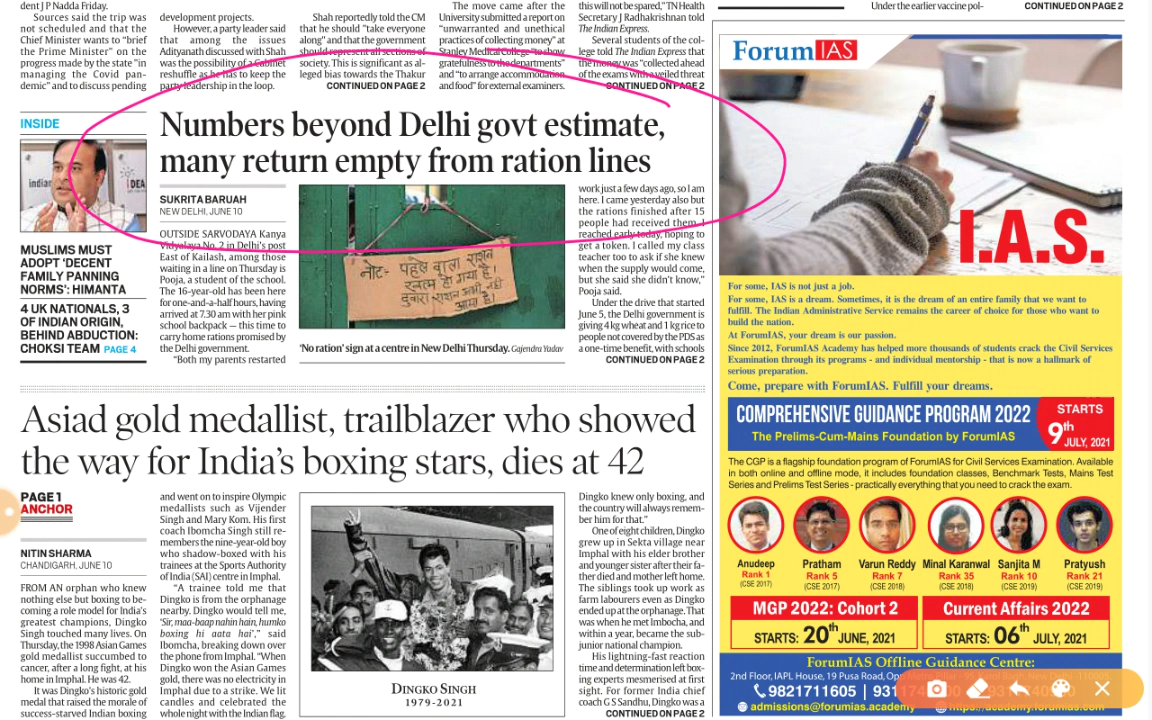 dent J P Nadda Friday.
Sources said the trip was
not scheduled and that the
Chief Minister wants to “brief
the Prime Minister” on the
progress made by the state “in
managing the Covid pan-
demic” and to discuss pending
development projects.
However, a party leader said
that among the issues
Adityanath discussed with Shah
was the possibility of a Cabinet
reshuffle as he has to keep the
party leadership in the loop.
Shah reportedly told the CM
that he should “take everyone
along” and that the government
should represent all sections of
society. This is significant as al-
leged bias towards the Thakur
CONTINUED ON PAGE 2
The move came after the
University submitted a report on
“unwarranted and unethical
practices of collecting money” at
Stanley Medical College “to show
gratefulness to the departments”
and “to arrange accommodation
and food” for external examiners.
this will not be spared,” TN Health
Secretary J Radhakrishnan told
The Indian Express.
Several students of the col-
lege told The Indian Express that
the money was “collected ahead
of the exams with a veiled threat
CONTINUED ON PAGE 2
Under the earlier vaccine pol-
CONTINUED ON PAGE 2
INSIDE
indian
iDEA
MUSLIMS MUST
ADOPT ‘DECENT
FAMILY PANNING
NORMS’: HIMANTA
4 UK NATIONALS, 3
OF INDIAN ORIGIN,
BEHIND ABDUCTION:
CHOKSI TEAM PAGE 4
Numbers beyond Delhi govt estimate,
many return empty from ration lines
SUKRITA BARUAH
NEW DELHI, JUNE 10
OUTSIDE SARVODAYA Kanya
Vidyalaya No. 2 in Delhi’s post
East of Kailash, among those
waiting in a line on Thursday is
Pooja, a student of the school.
The 16-year-old has been here
for one-and-a-half hours, having
arrived at 7.30 am with her pink
school backpack — this time to
carry home rations promised by
the Delhi government.
“Both my parents restarted
नोट:- पहले वाला राशन
खत्म हो गया है।
दुवारा राशन अभी नहीं
आया है।
‘No ration’ sign at a centre in New Delhi Thursday. Gajendra Yadav
work just a few days ago, so I am
here. I came yesterday also but
the rations finished after 15
people had received them. I
reached early today, hoping to
get a token. I called my class
teacher too to ask if she knew
when the supply would come,
but she said she didn’t know,”
Pooja said.
Under the drive that started
June 5, the Delhi government is
giving 4 kg wheat and 1 kg rice to
people not covered by the PDS as
a one-time benefit, with schools
CONTINUED ON PAGE 2
Asiad gold medallist, trailblazer who showed
the way for India’s boxing stars, dies at 42
PAGE 1
ANCHOR
NITIN SHARMA
CHANDIGARH, JUNE 10
FROM AN orphan who knew
nothing else but boxing to be-
coming a role model for India’s
greatest champions, Dingko
Singh touched many lives. On
Thursday, the 1998 Asian Games
gold medallist succumbed to
cancer, after a long fight, at his
home in Imphal. He was 42.
It was Dingko’s historic gold
medal that raised the morale of
success-starved Indian boxing
and went on to inspire Olympic
medallists such as Vijender
Singh and Mary Kom. His first
coach Ibomcha Singh still re-
members the nine-year-old boy
who shadow-boxed with his
trainees at the Sports Authority
of India (SAI) centre in Imphal.
“A trainee told me that
Dingko is from the orphanage
nearby. Dingko would tell me,
‘Sir, maa-baap nahin hain, humko
boxing hi aata hai’,” said
Ibomcha, breaking down over
the phone from Imphal. “When
Dingko won the Asian Games
gold, there was no electricity in
Imphal due to a strike. We lit
candles and celebrated the
whole night with the Indian flag.
DINGKO SINGH
1979-2021
Dingko knew only boxing, and
the country will always remem-
ber him for that.”
One of eight children, Dingko
grew up in Sekta village near
Imphal with his elder brother
and younger sister after their fa-
ther died and mother left home.
The siblings took up work as
farm labourers even as Dingko
ended up at the orphanage. That
was when he met Imbocha, and
within a year, became the sub-
junior national champion.
His lightning-fast reaction
time and determination left box-
ing experts mesmerised at first
sight. For former India chief
coach G S Sandhu, Dingko was a
CONTINUED ON PAGE 2
Forum IAS
I.A.S.
For some, IAS is not just a job.
For some, IAS is a dream. Sometimes, it is the dream of an entire family that we want to
fulfill. The Indian Administrative Service remains the career of choice for those who want to
build the nation.
At ForumIAS, your dream is our passion.
Since 2012, ForumIAS Academy has helped more thousands of students crack the Civil Services
Examination through its programs - and individual mentorship - that is now a hallmark of
serious preparation.
Come, prepare with ForumIAS. Fulfill your dreams.
COMPREHENSIVE GUIDANCE PROGRAM 2022
The Prelims-Cum-Mains Foundation by ForumIAS
STARTS
9th
JULY, 2021
The CGP is a flagship foundation program of ForumIAS for Civil Services Examination. Available
in both online and offline mode, it includes foundation classes, Benchmark Tests, Mains Test
Series and Prelims Test Series - practically everything that you need to crack the exam.
Anudeep
Rank 1
(CSE 2017)
Pratham
Rank 5
(CSE 2017)
Varun Reddy
Rank 7
(CSE 2018)
Minal Karanwal
Rank 35
(CSE 2018)
Sanjita M
Rank 10
(CSE 2019)
Pratyush
Rank 21
(CSE 2019)
MGP 2022: Cohort 2
STARTS: 20th JUNE, 2021
Current Affairs 2022
STARTS: 06th JULY, 2021
ForumIAS Offline Guidance Centre:
2nd Floor, IAPL House, 19 Pusa Road,
9821711605
admissions@forumias.academy
https://academy.forumias.com